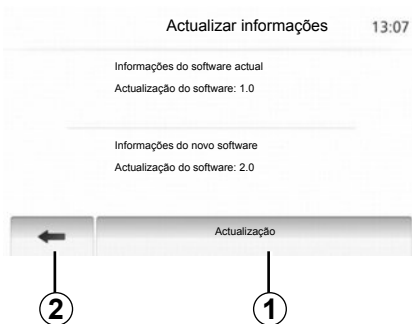 Actualizar informações 13:07
Informações do software actual
Actualização do software: 1.0
Informações do novo software
Actualização do software: 2.0
Actualização
2 1